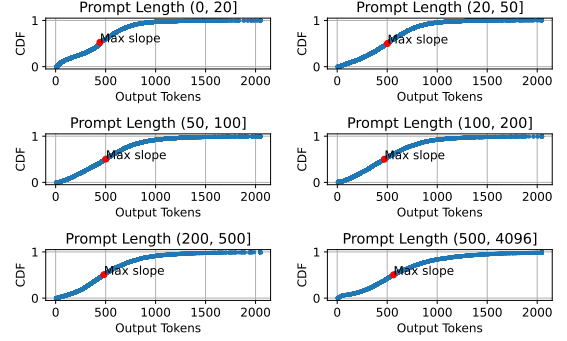 Prompt Length (0, 20]
Prompt Length (20, 50]
1
Max slope
CDF
0
0 500 1000 1500 2000
Output Tokens
1
Max slope
CDF
0
0 500 1000 1500 2000
Output Tokens
Prompt Length (50, 100]
Prompt Length (100, 200]
1
Max slope
CDF
0
0 500 1000 1500 2000
Output Tokens
1
Max slope
CDF
0
0 500 1000 1500 2000
Output Tokens
Prompt Length (200, 500]
Prompt Length (500, 4096]
1
Max slope
CDF
0
0 500 1000 1500 2000
Output Tokens
1
Max slope
CDF
0
0 500 1000 1500 2000
Output Tokens